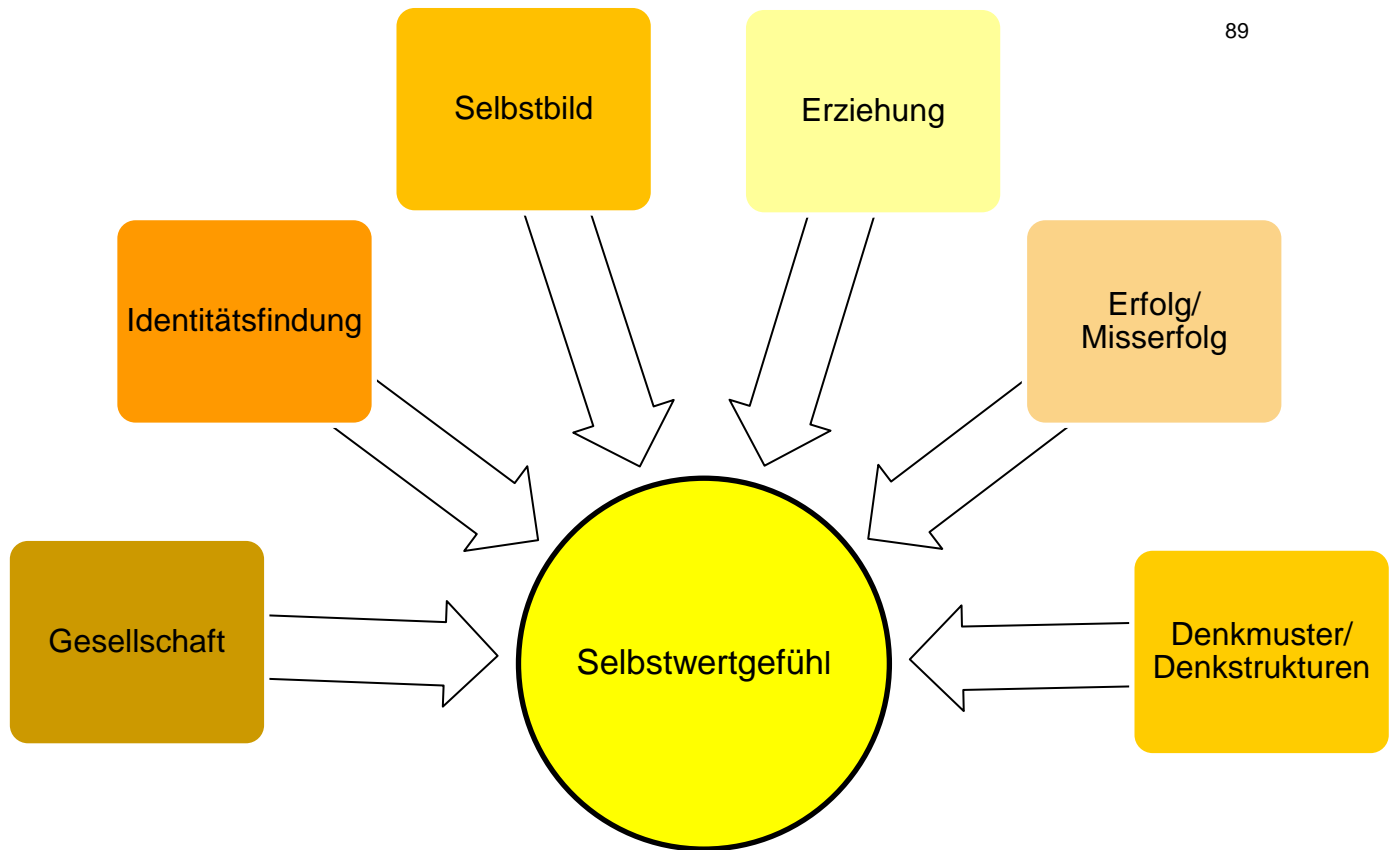 89
Selbstbild
Erziehung
Identitätsfindung
Erfolg/
Misserfolg
Gesellschaft
Selbstwertgefühl
Denkmuster/
Denkstrukturen